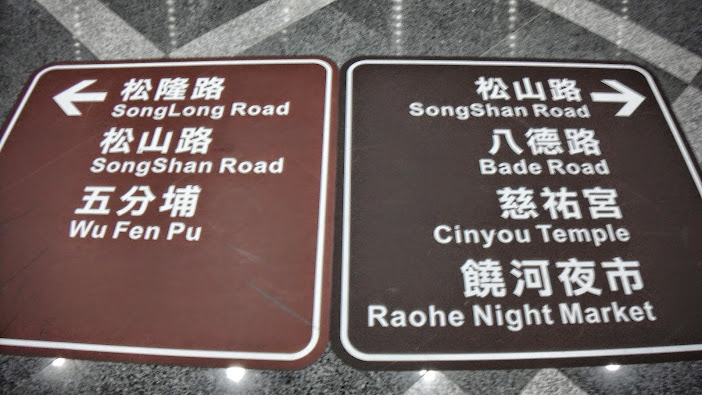 ← 松隆路
SongLong Road
松山路
SongShan Road
五分埔
Wu Fen Pu
松山路 →
SongShan Road
八德路
Bade Road
慈祐宮
Cinyou Temple
饒河夜市
Raohe Night Market